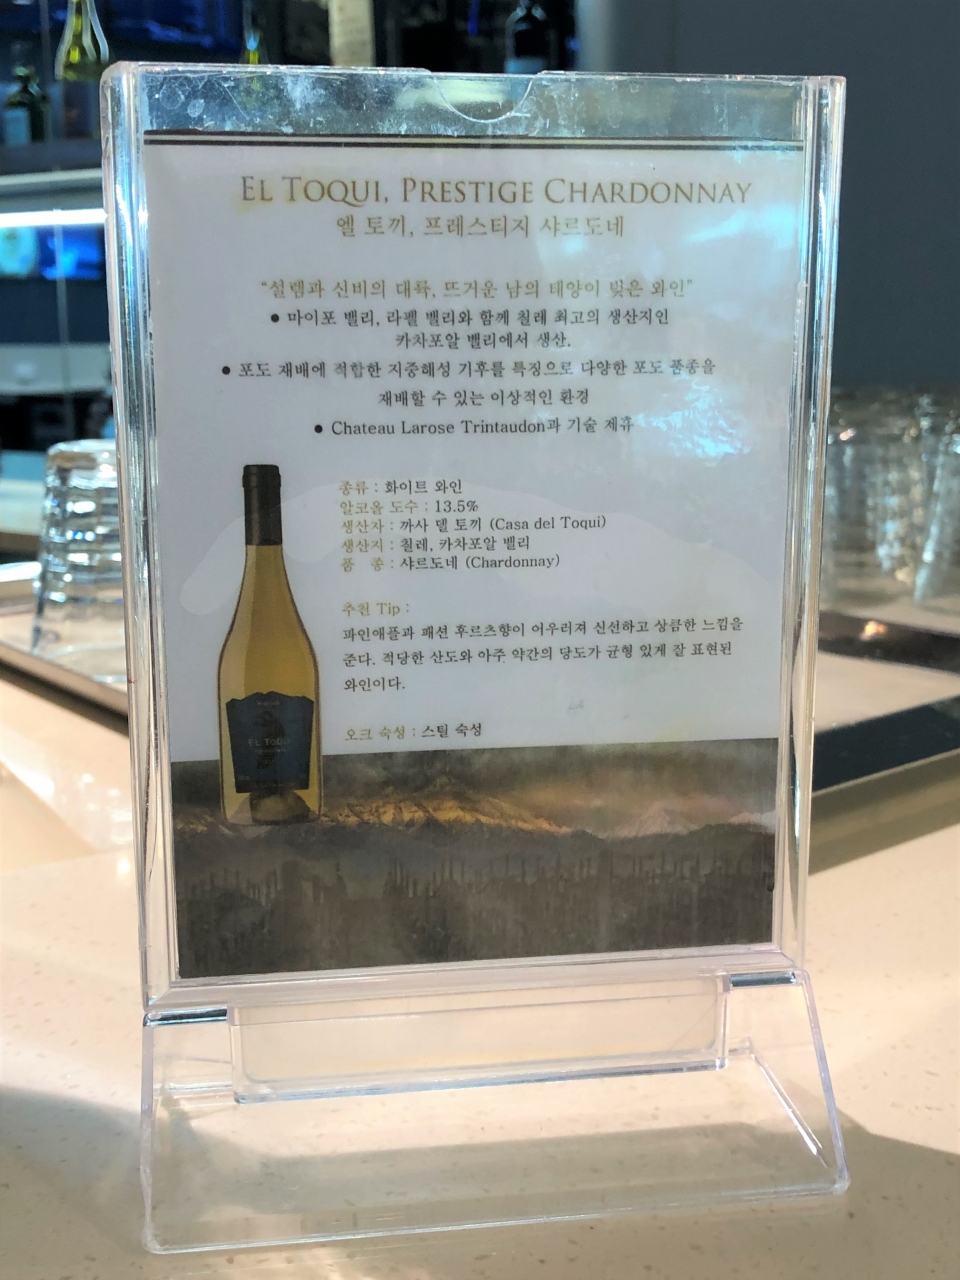 EL TOQUI, PRESTIGE CHARDONNAY
엘 토끼, 프레스티지 샤르도네
“설렘과 신비의 대륙, 뜨거운 남의 태양이 빚은 와인”
● 마이포 밸리, 라펠 밸리와 함께 칠레 최고의 생산지인
카차포알 밸리에서 생산.
● 포도 재배에 적합한 지중해성 기후를 특징으로 다양한 포도 품종을
재배할 수 있는 이상적인 환경
● Chateau Larose Trintaudon과 기술 제휴
종류 : 화이트 와인
알코올 도수 : 13.5%
생산자 : 까사 델 토끼 (Casa del Toqui)
생산지 : 칠레, 카차포알 밸리
품 종 : 샤르도네 (Chardonnay)
추천 Tip :
파인애플과 패션 후르츠향이 어우러져 신선하고 상큼한 느낌을
준다. 적당한 산도와 아주 약간의 당도가 균형 있게 잘 표현된
와인이다.
오크 숙성 : 스틸 숙성
EL TOQUI